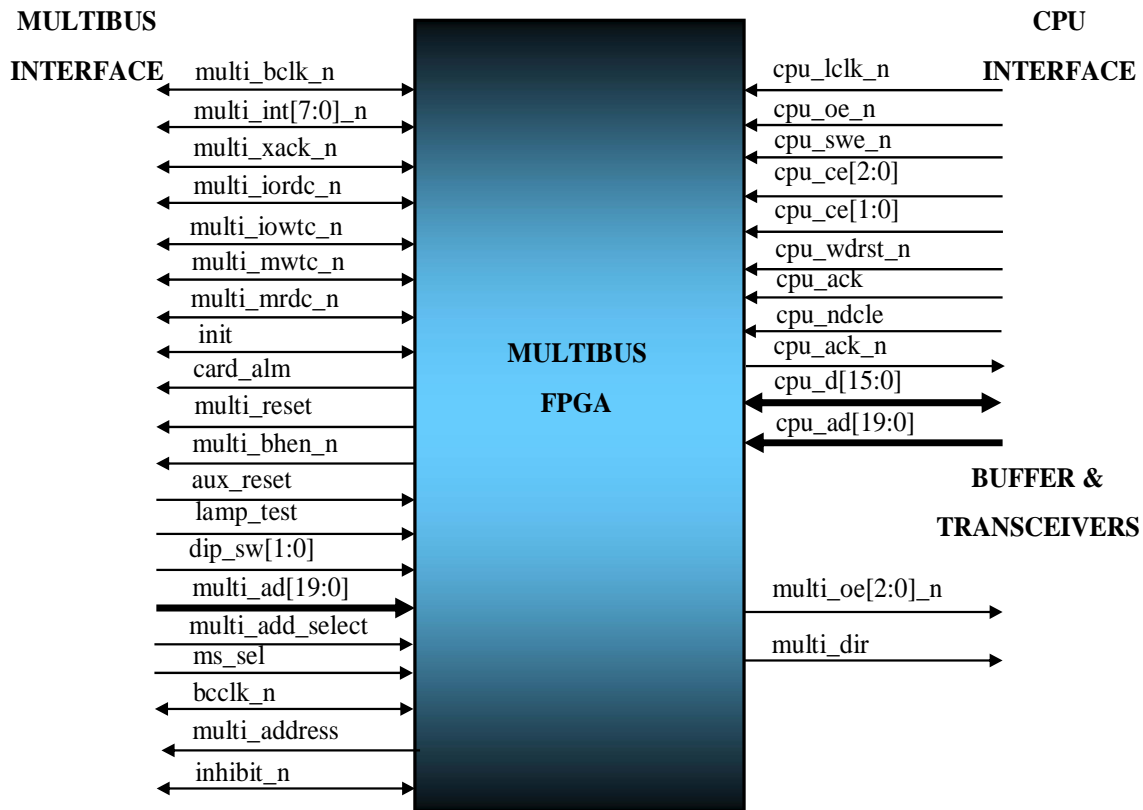 MULTIBUS
INTERFACE
multi_bclk_n
multi_int[7:0]_n
multi_xack_n
multi_iordc_n
multi_iowtc_n
multi_mwtc_n
multi_mrdc_n
init
card_alm
multi_reset
multi_bhen_n
aux_reset
lamp_test
dip_sw[1:0]
multi_ad[19:0]
multi_add_select
ms_sel
bcclk_n
multi_address
inhibit_n
MULTIBUS
FPGA
CPU
INTERFACE
cpu_lclk_n
cpu_oe_n
cpu_swe_n
cpu_ce[2:0]
cpu_ce[1:0]
cpu_wdrst_n
cpu_ack
cpu_ndcle
cpu_ack_n
cpu_d[15:0]
cpu_ad[19:0]
BUFFER &
TRANSCEIVERS
multi_oe[2:0]_n
multi_dir